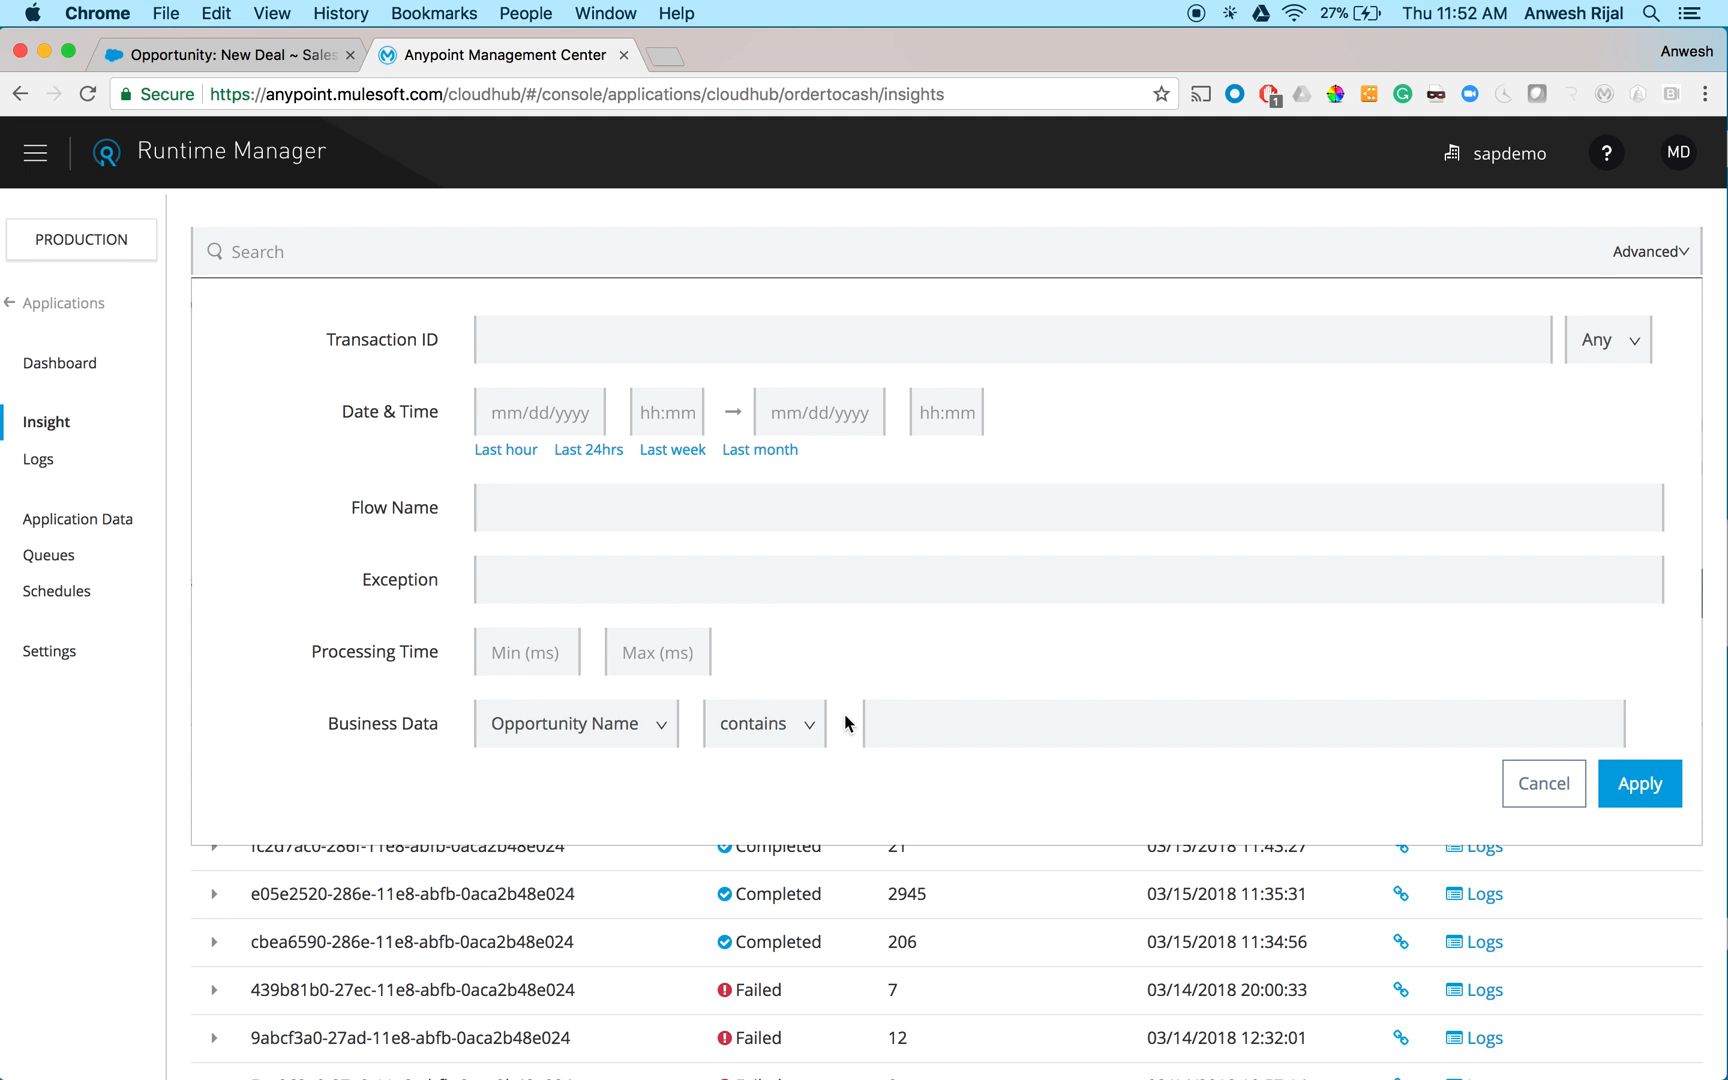 Chrome File Edit View History Bookmarks People Window Help 27% Thu 11:52 AM Anwesh Rijal
Opportunity: New Deal ~ Sales Anypoint Management Center Anwesh
Secure https://anypoint.mulesoft.com/cloudhub/#/console/applications/cloudhub/ordertocash/insights
Runtime Manager sapdemo ? MD
PRODUCTION
Search Advanced
Applications
Transaction ID Any
Dashboard
Date & Time mm/dd/yyyy hh:mm → mm/dd/yyyy hh:mm
Insight
Last hour Last 24hrs Last week Last month
Logs
Flow Name
Application Data
Queues
Exception
Schedules
Settings
Processing Time Min (ms) Max (ms)
Business Data Opportunity Name contains
Cancel Apply
Completed 21 03/15/2018 11:43:27 Logs
e05e2520-286e-11e8-abfb-0aca2b48e024 Completed 2945 03/15/2018 11:35:31 Logs
cbea6590-286e-11e8-abfb-0aca2b48e024 Completed 206 03/15/2018 11:34:56 Logs
439b81b0-27ec-11e8-abfb-0aca2b48e024 Failed 7 03/14/2018 20:00:33 Logs
9abcf3a0-27ad-11e8-abfb-0aca2b48e024 Failed 12 03/14/2018 12:32:01 Logs